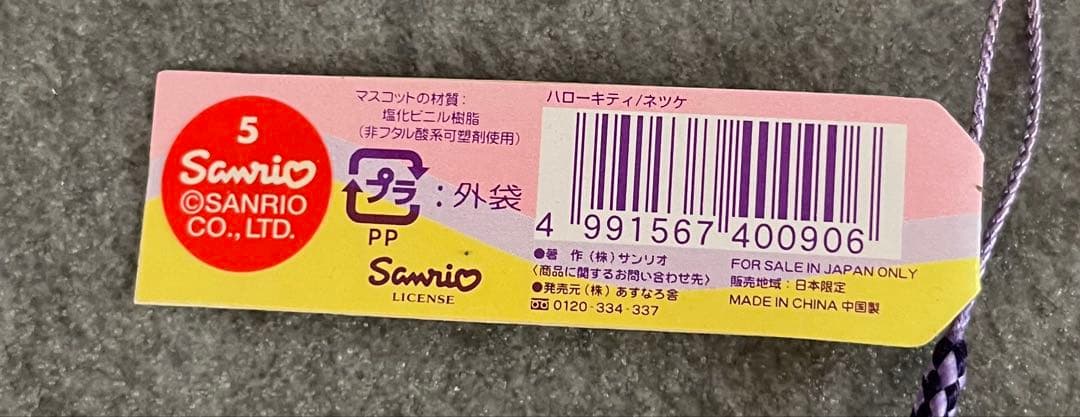 5
Sanrio
©SANRIO
CO., LTD.
マスコットの材質:
塩化ビニル樹脂
(非フタル酸系可塑剤使用)
プラ:外袋
PP
Sanrio
LICENSE
ハローキティ/ネツケ
4 991567 400906
●著 作(株)サンリオ
〈商品に関するお問い合わせ先〉
●発売元(株)あすなろ舎
0120-334-337
FOR SALE IN JAPAN ONLY
販売地域:日本限定
MADE IN CHINA 中国製